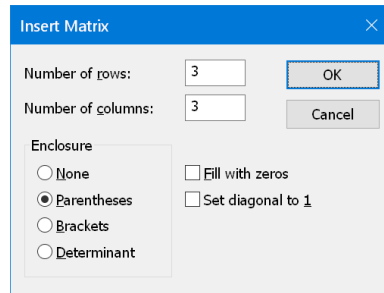 Insert Matrix
Number of rows: 3 OK
Number of columns: 3 Cancel
Enclosure
None Fill with zeros
Parentheses Set diagonal to 1
Brackets
Determinant